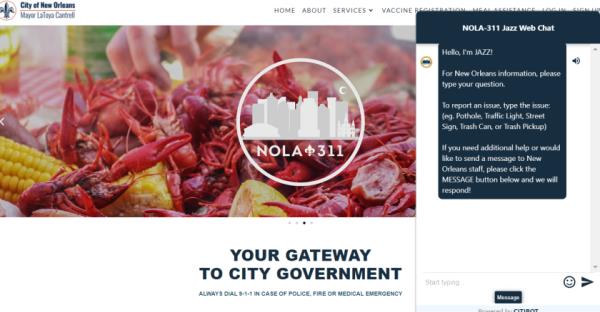 City of New Orleans
Mayor LaToya Cantrell
HOME ABOUT SERVICES VACCINE REGISTRATION MEAL ASSISTANCE LOG IN SIGN U
NOLA 311
YOUR GATEWAY
TO CITY GOVERNMENT
ALWAYS DIAL 9-1-1 IN CASE OF POLICE, FIRE OR MEDICAL EMERGENCY
NOLA-311 Jazz Web Chat
Hello, I'm JAZZ!
For New Orleans information, please
type your question.
To report an issue, type the issue:
(eg. Pothole, Traffic Light, Street
Sign, Trash Can, or Trash Pickup)
If you need additional help or would
like to send a message to New
Orleans staff, please click the
MESSAGE button below and we will
respond!
Start typing
Message
Powered by CITIBOT